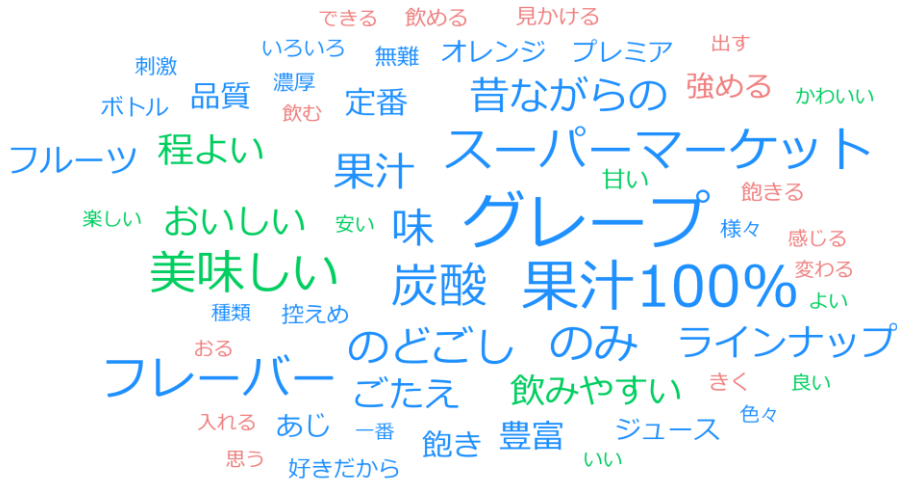 できる 飲める 見かける
いろいろ 無難 オレンジ プレミア 出す
刺激 濃厚
ボトル 品質 飲む 定番 昔ながらの 強める かわいい
フルーツ 程よい 果汁 スーパーマーケット
甘い 飽きる
楽しい おいしい 安い 味 グレープ 様々 感じる
美味しい 炭酸 果汁100% 変わる
種類 控えめ よい
おる のどごし のみ ラインナップ
フレーバー ごたえ 飲みやすい きく 良い
入れる あじ 一番 飽き 豊富 ジュース 色々
思う 好きだから いい